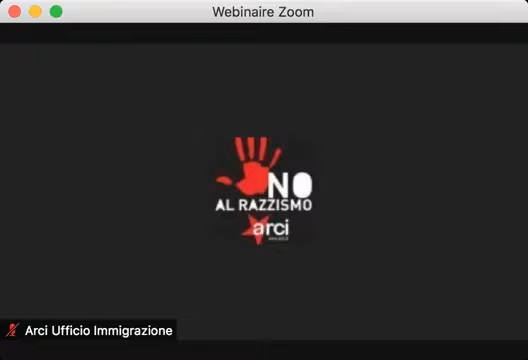 Webinaire Zoom
NO
AL RAZZISMO
arci
Arci Ufficio Immigrazione